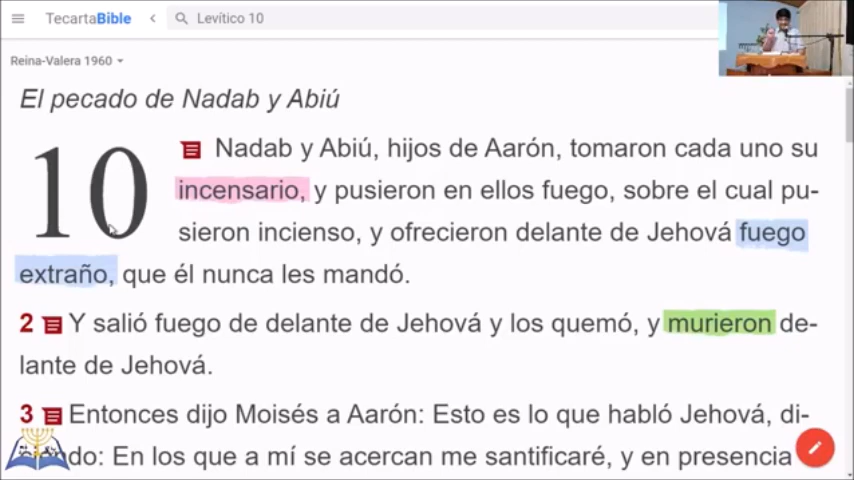 TecartaBible
Levítico 10
Reina-Valera 1960
El pecado de Nadab y Abiú
10 Nadab y Abiú, hijos de Aarón, tomaron cada uno su
incensario, y pusieron en ellos fuego, sobre el cual pu-
sieron incienso, y ofrecieron delante de Jehová fuego
extraño, que él nunca les mandó.
2 Y salió fuego de delante de Jehová y los quemó, y murieron de-
lante de Jehová.
3 Entonces dijo Moisés a Aarón: Esto es lo que habló Jehová, di-
do: En los que a mí se acercan me santificaré, y en presencia